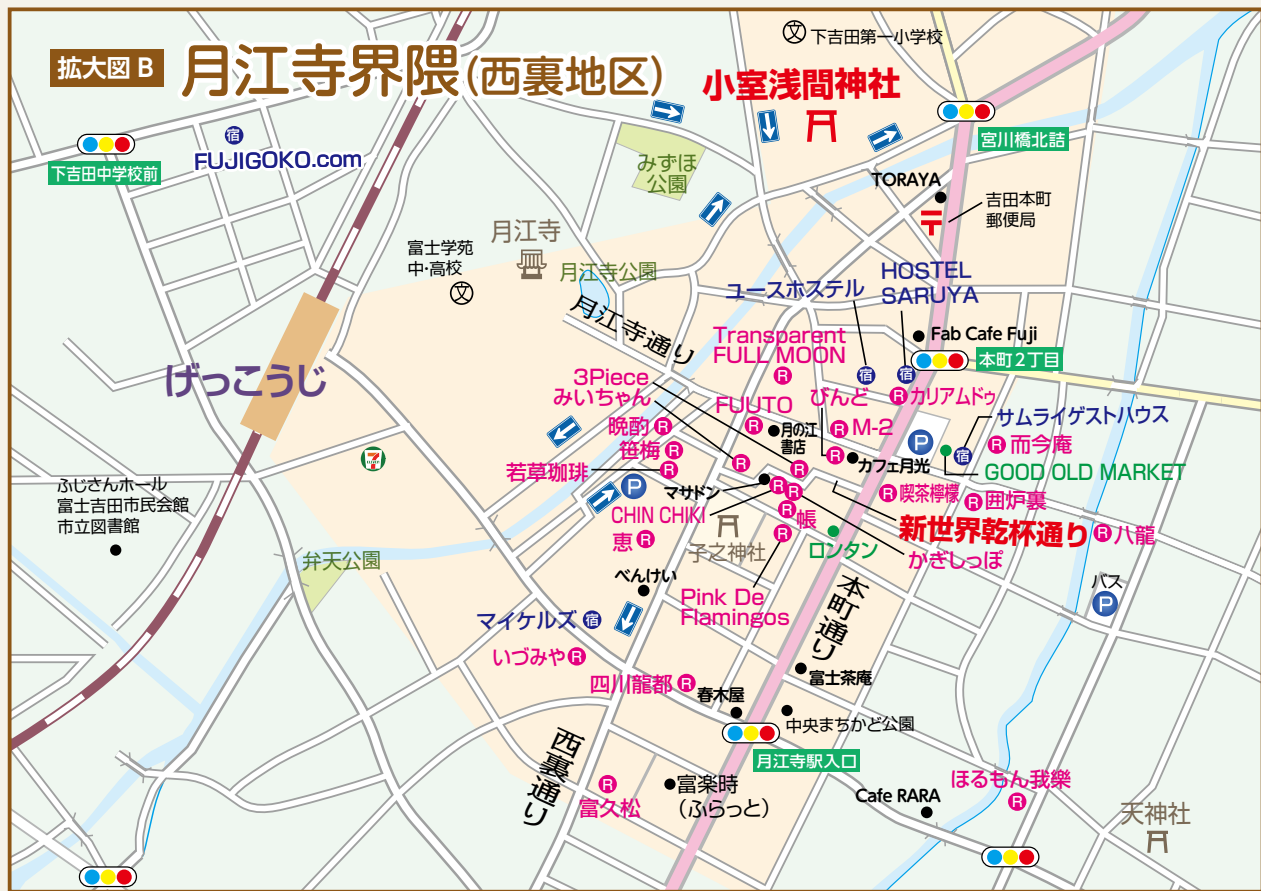 拡大図 B
月江寺界隈(西裏地区)
文
下吉田第一小学校
小室浅間神社
宮川橋北詰
下吉田中学校前
宿
FUJIGOKO.com
みずほ
公園
TORAYA
吉田本町
郵便局
富士学苑
中・高校
文
月江寺
月江寺公園
月江寺通り
ユースホステル
宿
HOSTEL
SARUYA
宿
Fab Cafe Fuji
本町2丁目
Transparent
FULL MOON
R
げっこうじ
3Piece
みいちゃん
FUUTO
R
びんど
R カリアムドゥ
晩酌 R
笹梅 R
若草珈琲
R
月の江
書店
R M-2
P
サムライゲストハウス
宿
R 而今庵
GOOD OLD MARKET
カフェ月光
R
R
R
7 ELEVEN
P
マサドン
R
R
CHIN CHIKI
R 帳
R
R 喫茶檸檬
R 囲炉裏
新世界乾杯通り
R 八龍
恵 R
子之神社
ロンタン
かぎしっぽ
ふじさんホール
富士吉田市民会館
市立図書館
弁天公園
べんけい
Pink De
Flamingos
本町通り
バス
P
マイケルズ 宿
いづみや R
四川龍都 R
春木屋
富士茶庵
中央まちかど公園
月江寺駅入口
西裏通り
R
富久松
富楽時
(ふらっと)
Cafe RARA
ほるもん我樂
R
天神社